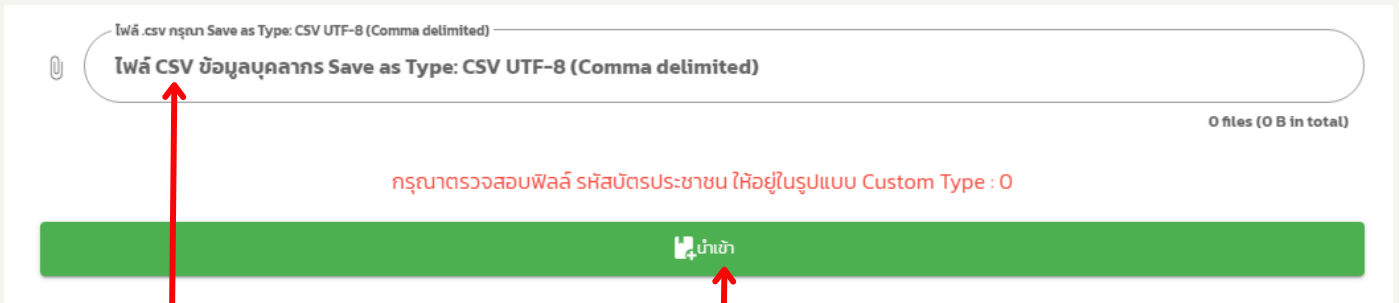 ไฟล์ .csv กรุณา Save as Type: CSV UTF-8 (Comma delimited)
ไฟล์ CSV ข้อมูลบุคลากร Save as Type: CSV UTF-8 (Comma delimited)
0 files (0 B in total)
กรุณาตรวจสอบฟิลล์ รหัสบัตรประชาชน ให้อยู่ในรูปแบบ Custom Type : 0
นำเข้า